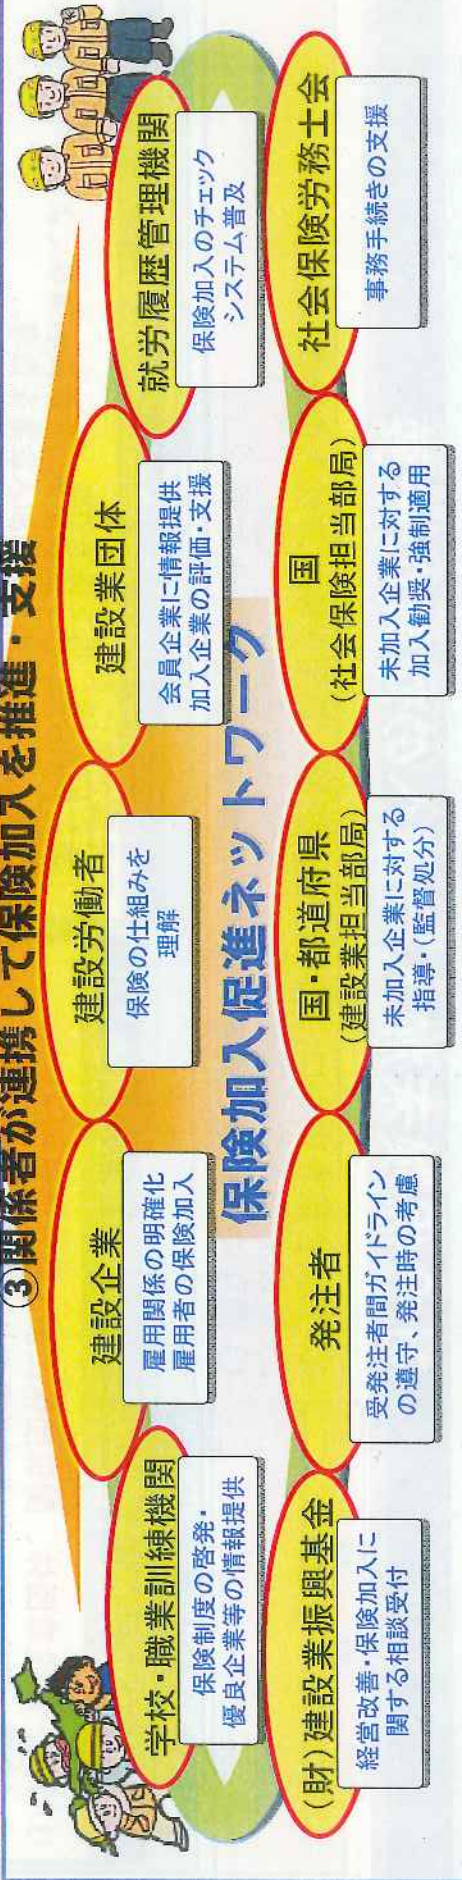 ③関係者が連携して保険加入を推進・支援
学校・職業訓練機関
保険制度の啓発・
優良企業等の情報提供
建設企業
雇用関係の明確化
雇用者の保険加入
建設労働者
保険の仕組みを
理解
建設業団体
会員企業に情報提供
加入企業の評価・支援
就労履歴管理機関
保険加入のチェック
システム普及
保険加入促進ネットワーク
(財)建設業振興基金
経営改善・保険加入に
関する相談受付
発注者
受発注者間ガイドライン
の遵守、発注時の考慮
国・都道府県
(建設業担当部局)
未加入企業に対する
指導・(監督処分)
国
(社会保険担当部局)
未加入企業に対する
加入勧奨・強制適用
社会保険労務士会
事務手続きの支援